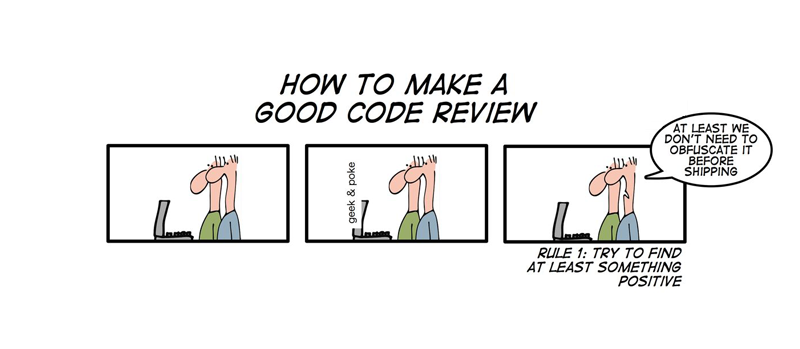 HOW TO MAKE A
GOOD CODE REVIEW
geek & poke
AT LEAST WE
DON'T NEED TO
OBFUSCATE IT
BEFORE
SHIPPING
RULE 1: TRY TO FIND
AT LEAST SOMETHING
POSITIVE